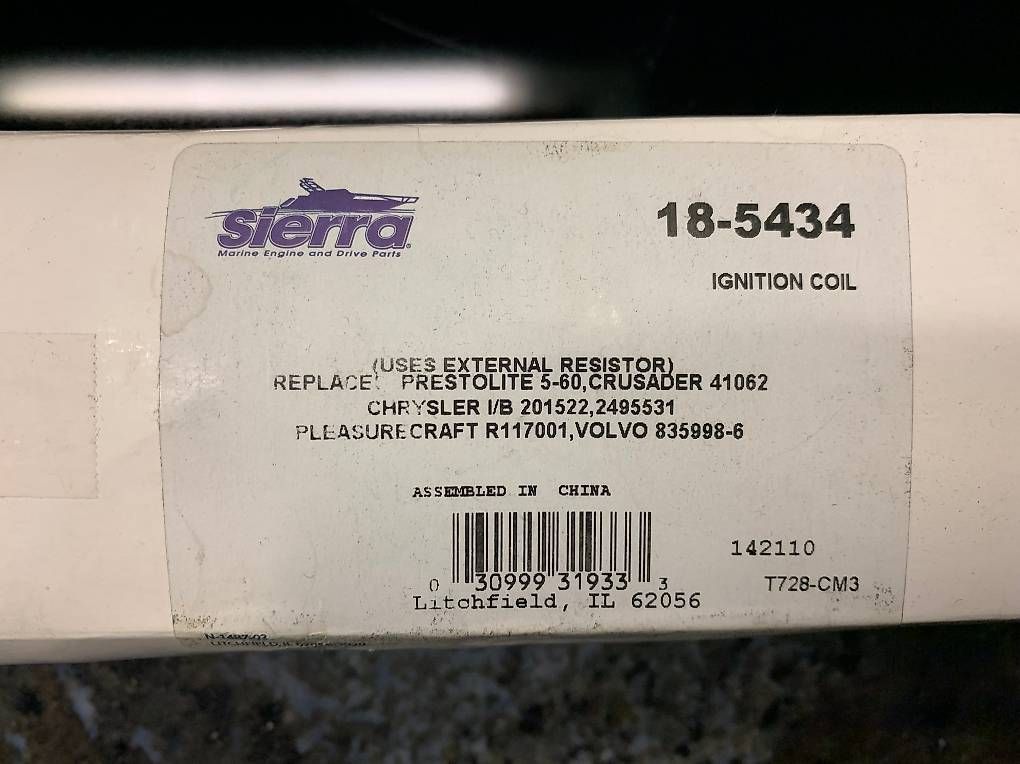 Sierra
Marine Engine and Drive Parts
18-5434
IGNITION COIL
(USES EXTERNAL RESISTOR)
REPLACE: PRESTOLITE 5-60,CRUSADER 41062
CHRYSLER I/B 201522,2495531
PLEASURECRAFT R117001,VOLVO 835998-6
ASSEMBLED IN CHINA
142110
0 30999 31933 3
T728-CM3
Litchfield, IL 62056